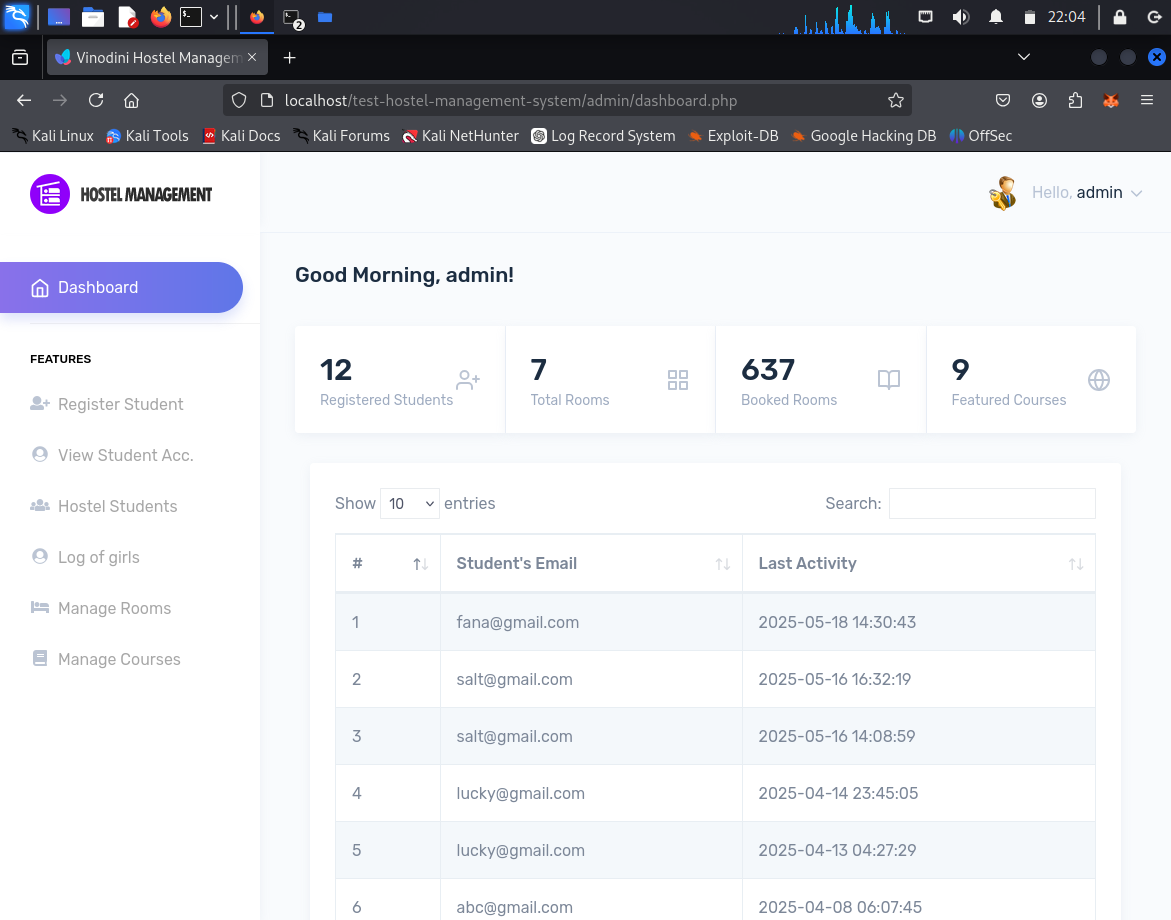 2
22:04
Vinodini Hostel Managem
localhost/test-hostel-management-system/admin/dashboard.php
Kali Linux Kali Tools Kali Docs Kali Forums Kali NetHunter Log Record System Exploit-DB Google Hacking DB OffSec
HOSTEL MANAGEMENT
Hello, admin
Dashboard
FEATURES
Register Student
View Student Acc.
Hostel Students
Log of girls
Manage Rooms
Manage Courses
Good Morning, admin!
12
Registered Students
7
Total Rooms
637
Booked Rooms
9
Featured Courses
Show 10 entries
Search:
# Student's Email Last Activity
1 fana@gmail.com 2025-05-18 14:30:43
2 salt@gmail.com 2025-05-16 16:32:19
3 salt@gmail.com 2025-05-16 14:08:59
4 lucky@gmail.com 2025-04-14 23:45:05
5 lucky@gmail.com 2025-04-13 04:27:29
6 abc@gmail.com 2025-04-08 06:07:45